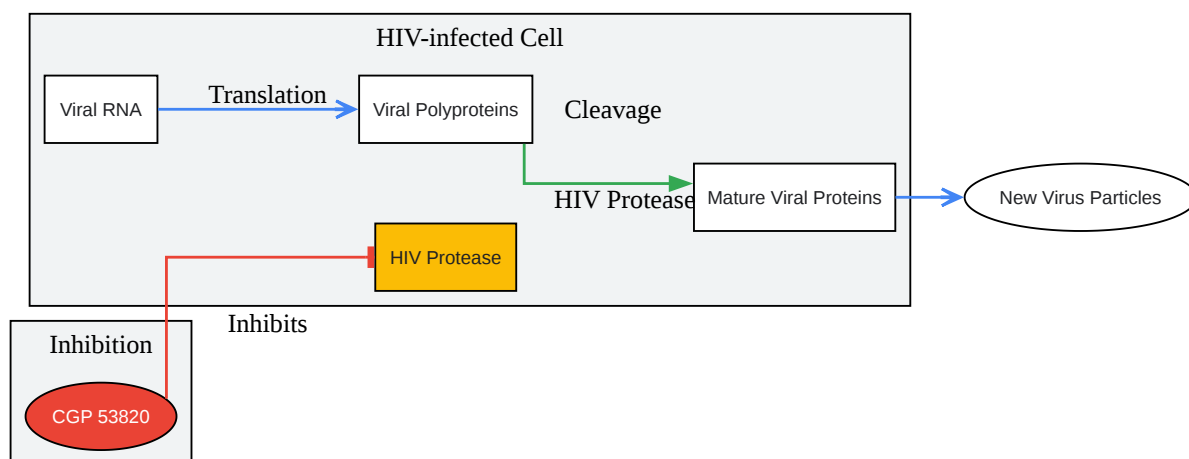 HIV-infected Cell
Viral RNA
Translation
Viral Polyproteins
Cleavage
HIV Protease
Mature Viral Proteins
New Virus Particles
HIV Protease
Inhibits
Inhibition
CGP 53820